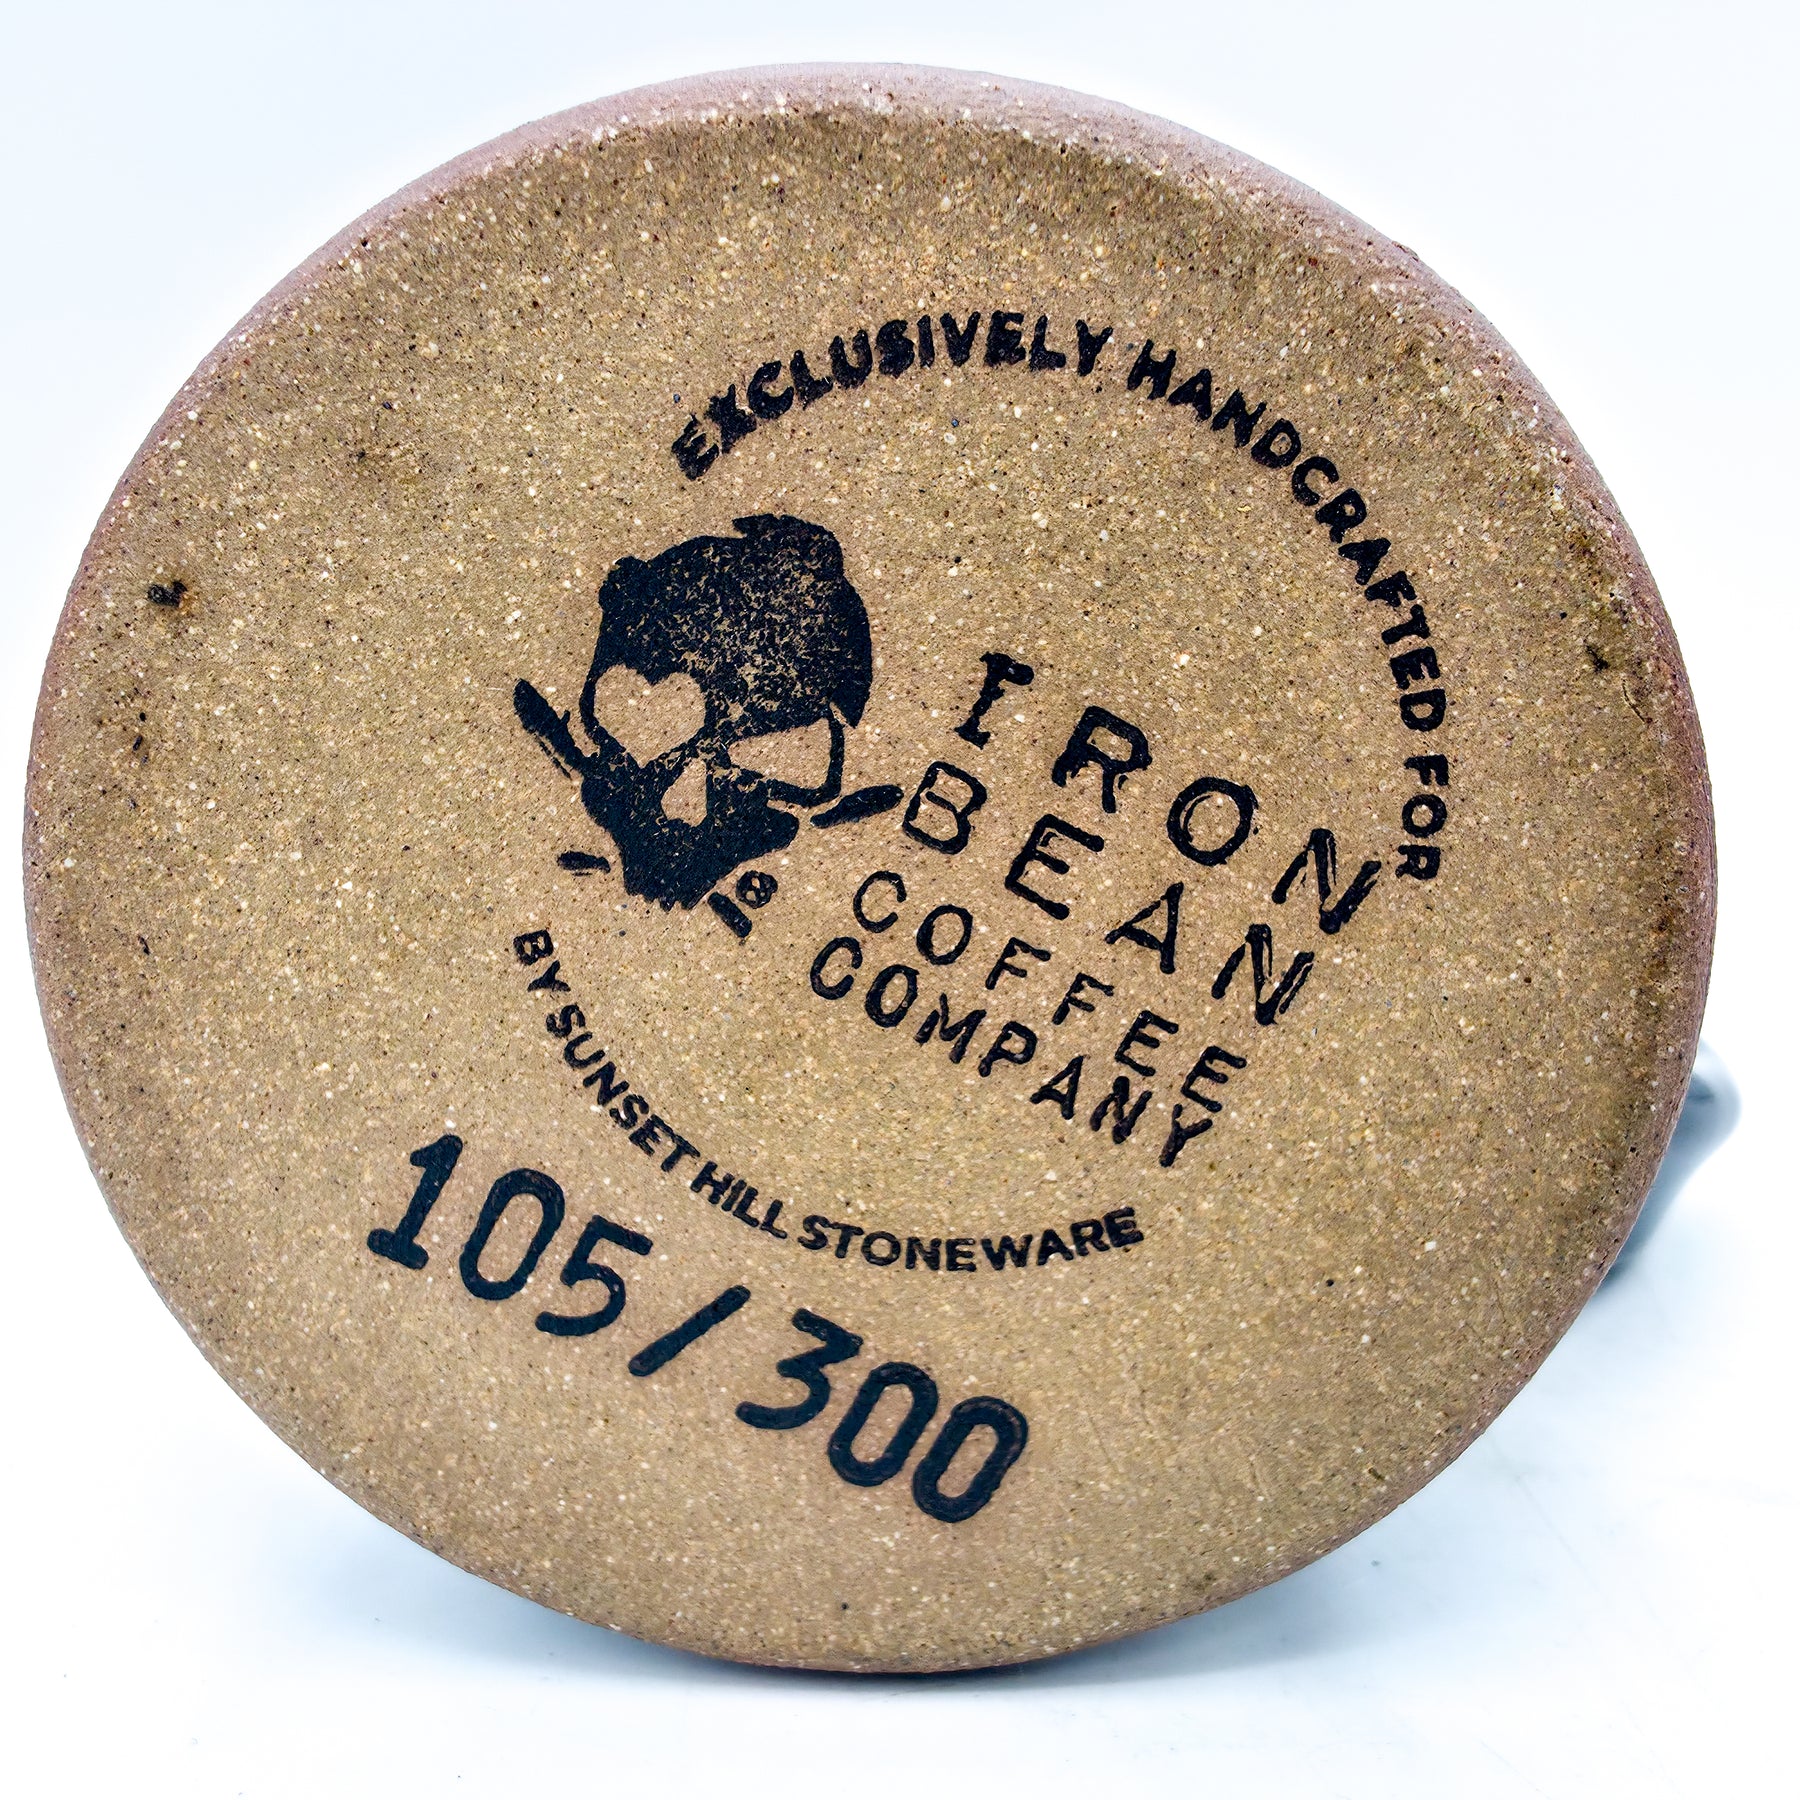 EXCLUSIVELY HANDCRAFTED FOR
IRON
BEAN
COFFEE
COMPANY
®
BY SUNSET HILL STONEWARE
105/300